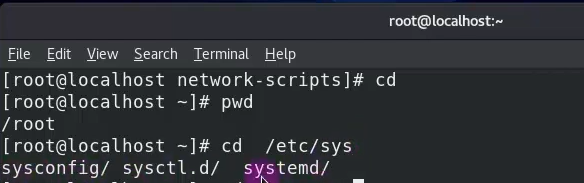 root@localhost:~
File Edit View Search Terminal Help
[root@localhost network-scripts]# cd
[root@localhost ~]# pwd
/root
[root@localhost ~]# cd  /etc/sys
sysconfig/ sysctl.d/  systemd/